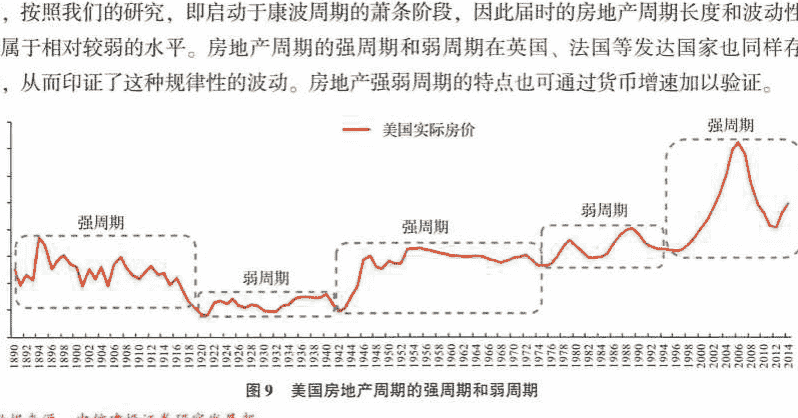 ，按照我们的研究，即启动于康波周期的萧条阶段，因此届时的房地产周期长度和波动性
属于相对较弱的水平。房地产周期的强周期和弱周期在英国、法国等发达国家也同样存
，从而印证了这种规律性的波动。房地产强弱周期的特点也可通过货币增速加以验证。
强周期
美国实际房价
强周期
强周期
弱周期
弱周期
1890 1892 1894 1896 1898 1900 1902 1904 1906 1908 1910 1912 1914 1916 1918 1920 1922 1924 1926 1928 1930 1932 1934 1936 1938 1940 1942 1944 1946 1948 1950 1952 1954 1956 1958 1960 1962 1964 1966 1968 1970 1972 1974 1976 1978 1980 1982 1984 1986 1988 1990 1992 1994 1996 1998 2000 2002 2004 2006 2008 2010 2012 2014
图9 美国房地产周期的强周期和弱周期